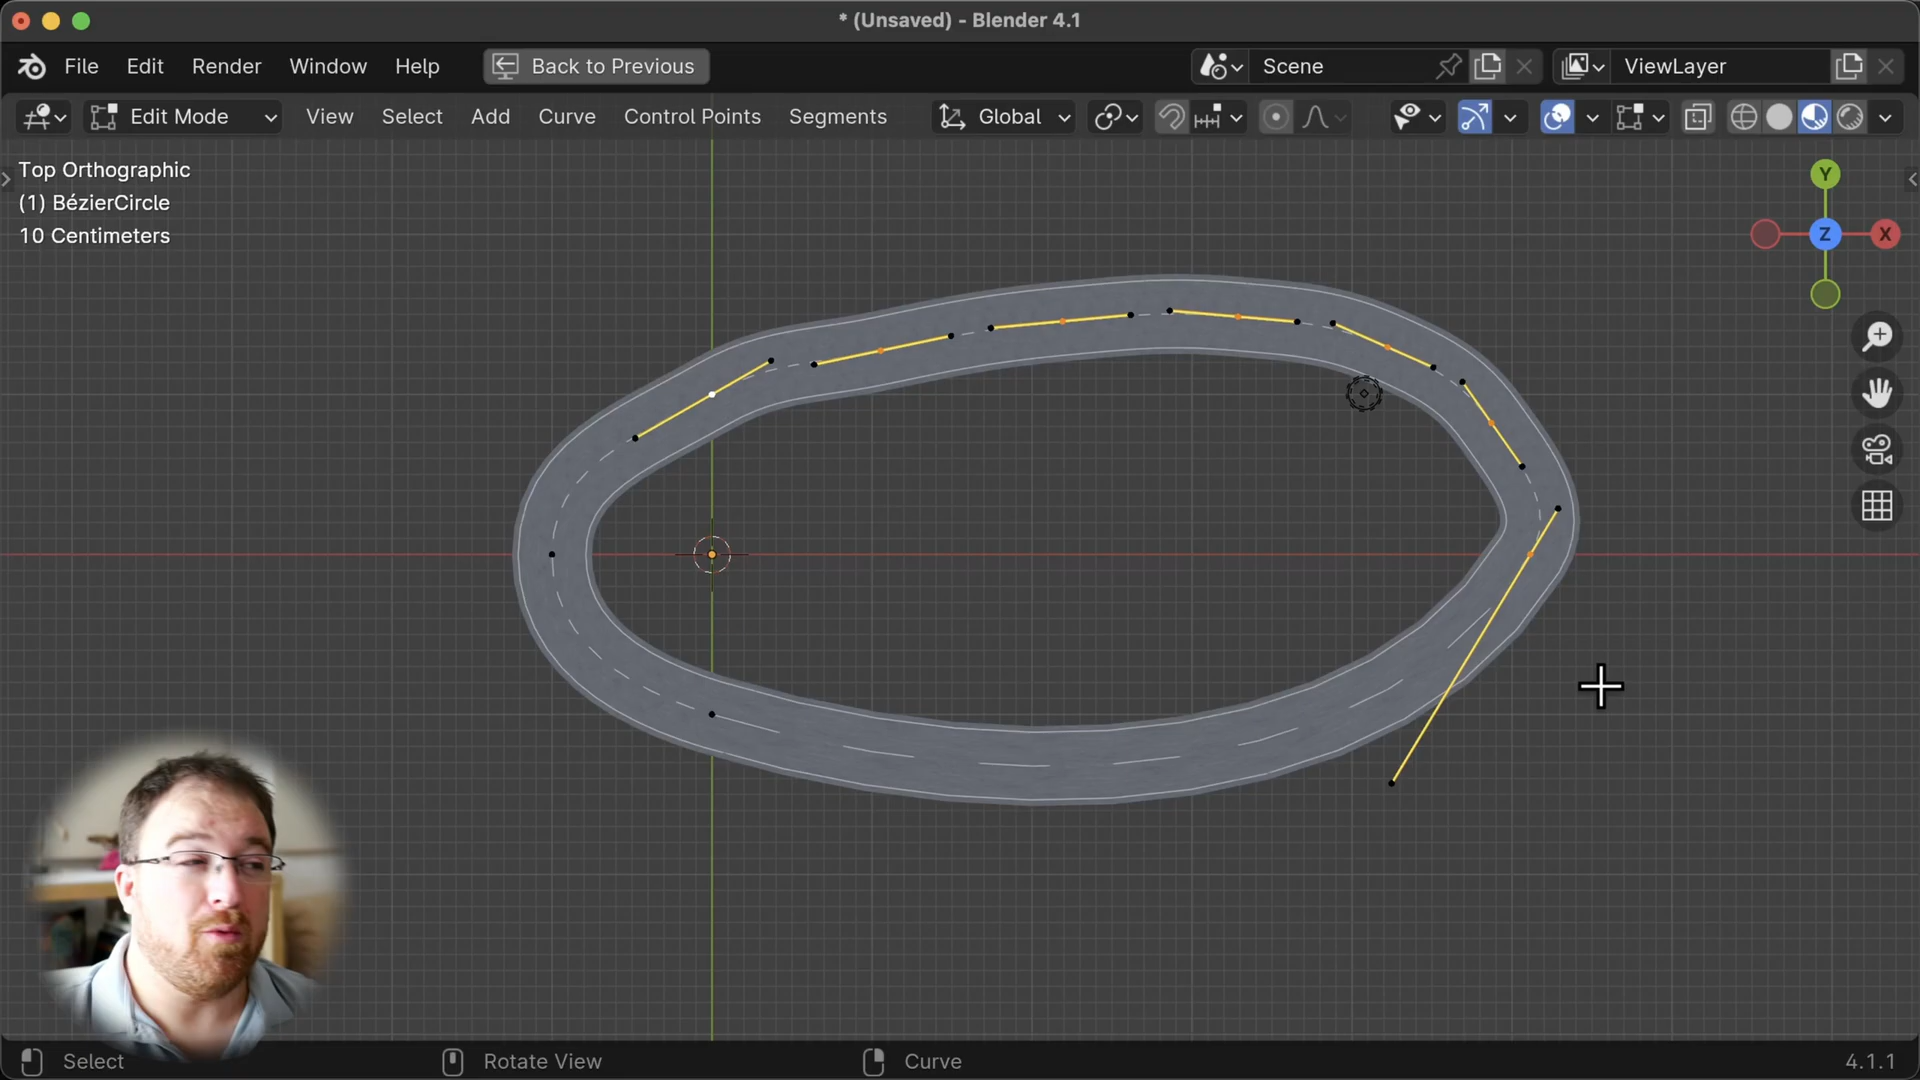 * (Unsaved) - Blender 4.1
File Edit Render Window Help Back to Previous Scene ViewLayer
Edit Mode View Select Add Curve Control Points Segments Global
Top Orthographic
(1) BézierCircle
10 Centimeters
Y
Z X
Select Rotate View Curve 4.1.1